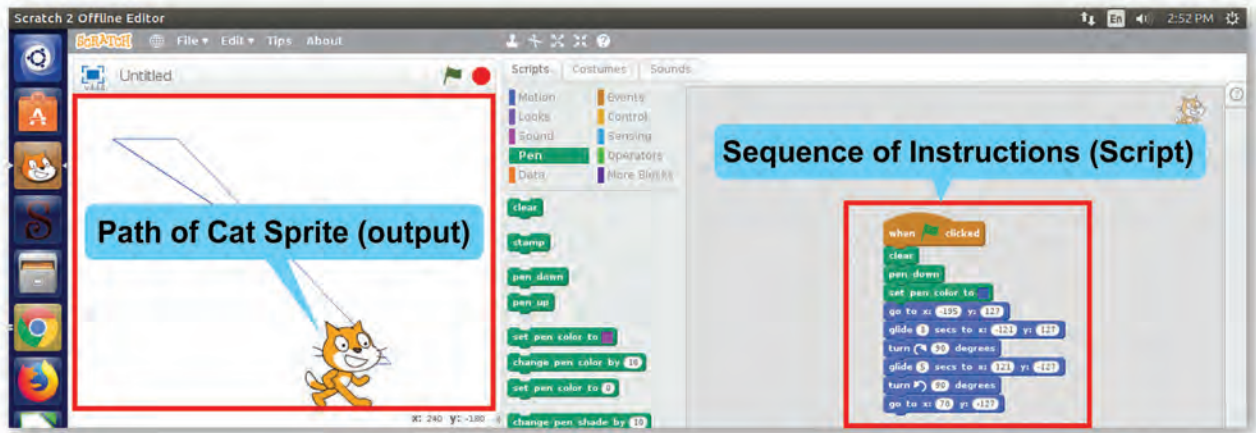 Scratch 2 Offline Editor
En 2:52 PM
SCRATCH File Edit Tips About
Untitled
Scripts Costumes Sounds
Motion Events
Looks Control
Sound Sensing
Pen Operators
Data More Blocks
Path of Cat Sprite (output)
Sequence of Instructions (Script)
clear
stamp
pen down
pen up
set pen color to
change pen color by 10
set pen color to 0
change pen shade by 10
X: 240 y: -180
when clicked
clear
pen down
set pen color to
go to x: -195 y: 127
glide 3 secs to x: -121 y: 127
turn 90 degrees
glide 5 secs to x: 121 y: -127
turn 90 degrees
go to x: 70 y: -127